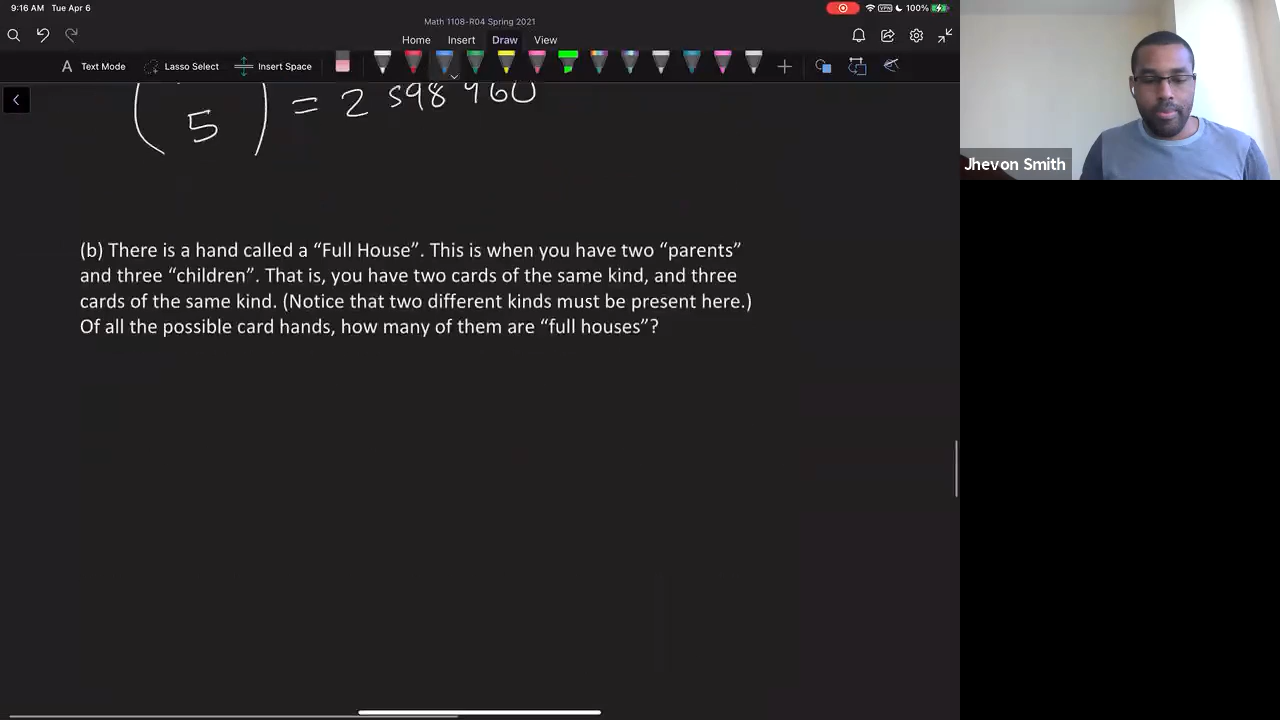 9:16 AM Tue Apr 6
100%
Math 1108-R04 Spring 2021
Home Insert Draw View
A Text Mode Lasso Select Insert Space
5 = 2 598 960
Jhevon Smith
(b) There is a hand called a “Full House”. This is when you have two “parents”
and three “children”. That is, you have two cards of the same kind, and three
cards of the same kind. (Notice that two different kinds must be present here.)
Of all the possible card hands, how many of them are “full houses”?